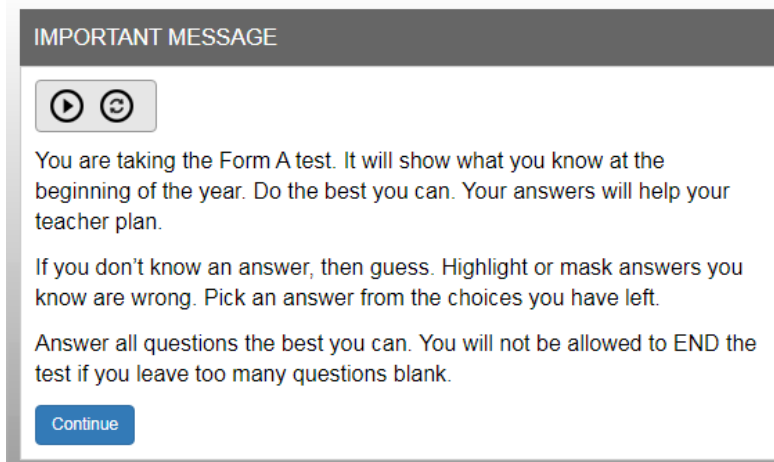 IMPORTANT MESSAGE
You are taking the Form A test. It will show what you know at the
beginning of the year. Do the best you can. Your answers will help your
teacher plan.
If you don’t know an answer, then guess. Highlight or mask answers you
know are wrong. Pick an answer from the choices you have left.
Answer all questions the best you can. You will not be allowed to END the
test if you leave too many questions blank.
Continue